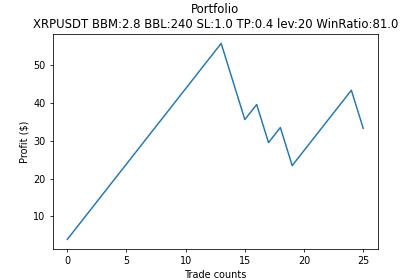 Portfolio
XRPUSDT BBM:2.8 BBL:240 SL:1.0 TP:0.4 lev:20 WinRatio:81.0
50
40
30
20
10
Profit ($)
0 5 10 15 20 25
Trade counts